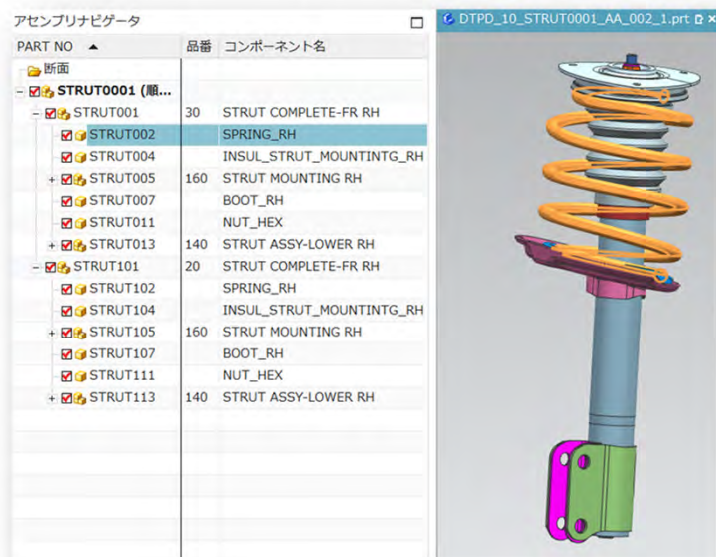 アセンブリナビゲータ
DTPD_10_STRUT0001_AA_002_1.prt
PART NO 品番 コンポーネント名
断面
STRUT0001 (順...
STRUT001 30 STRUT COMPLETE-FR RH
STRUT002 SPRING_RH
STRUT004 INSUL_STRUT_MOUNTINTG_RH
STRUT005 160 STRUT MOUNTING RH
STRUT007 BOOT_RH
STRUT011 NUT_HEX
STRUT013 140 STRUT ASSY-LOWER RH
STRUT101 20 STRUT COMPLETE-FR RH
STRUT102 SPRING_RH
STRUT104 INSUL_STRUT_MOUNTINTG_RH
STRUT105 160 STRUT MOUNTING RH
STRUT107 BOOT_RH
STRUT111 NUT_HEX
STRUT113 140 STRUT ASSY-LOWER RH